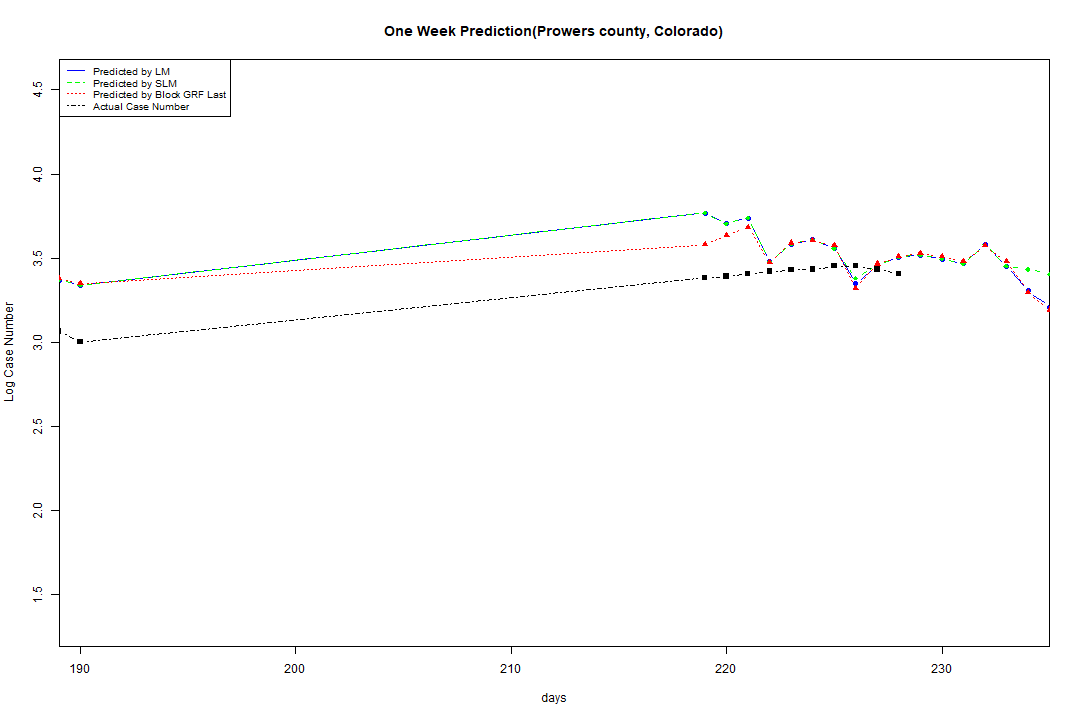 One Week Prediction(Prowers county, Colorado)
Predicted by LM
Predicted by SLM
Predicted by Block GRF Last
Actual Case Number
4.5
4.0
3.5
3.0
2.5
2.0
1.5
Log Case Number
190
200
210
220
230
days